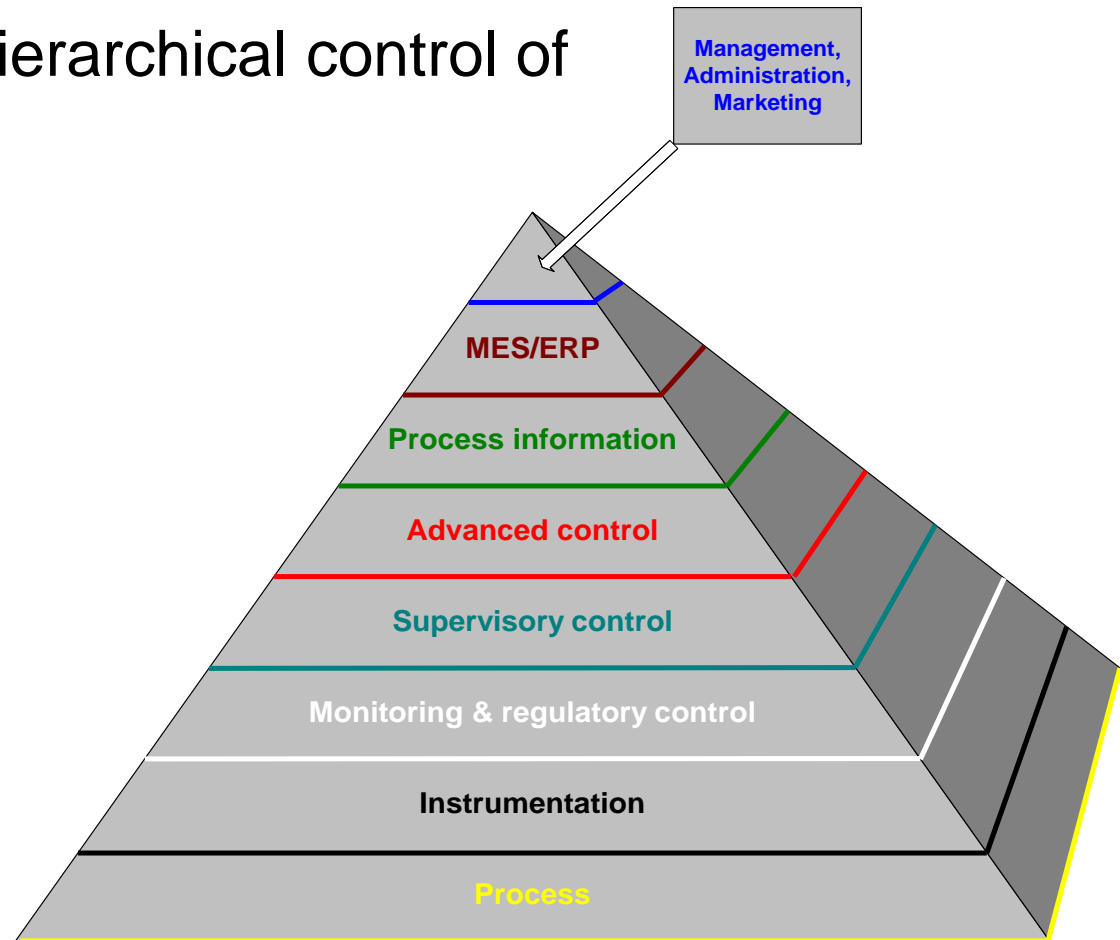 ierarchical control of
Management,
Administration,
Marketing
MES/ERP
Process information
Advanced control
Supervisory control
Monitoring & regulatory control
Instrumentation
Process